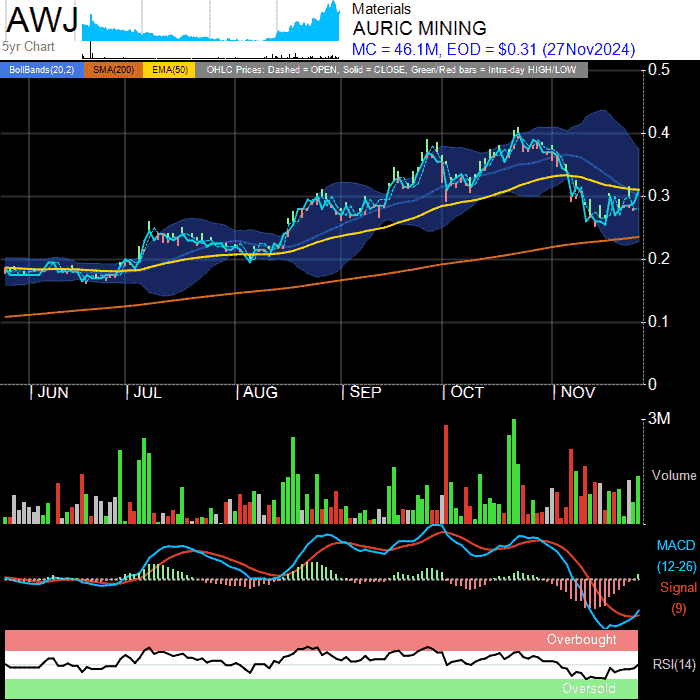 AWJ
5yr Chart
Materials
AURIC MINING
MC = 46.1M, EOD = $0.31 (27Nov2024)
BollBands(20,2) SMA(200) EMA(50) OHLC Prices: Dashed = OPEN, Solid = CLOSE, Green/Red bars = Intra-day HIGH/LOW
0.5
0.4
0.3
0.2
0.1
0
JUN JUL AUG SEP OCT NOV
3M
Volume
MACD
(12-26)
Signal
(9)
Overbought
RSI(14)
Oversold